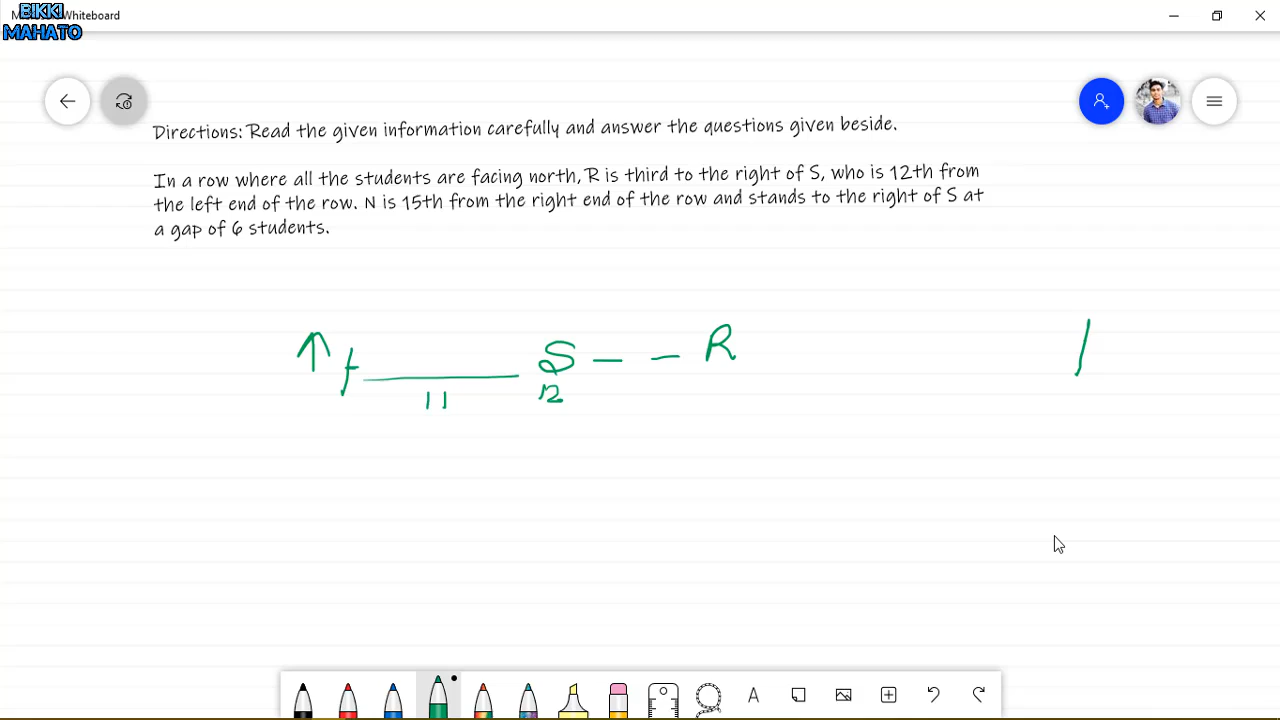 BIKKI
Whiteboard
MAHATO
Directions: Read the given information carefully and answer the questions given beside.
In a row where all the students are facing north, R is third to the right of S, who is 12th from
the left end of the row. N is 15th from the right end of the row and stands to the right of S at
a gap of 6 students.
S - - R
11 12
A